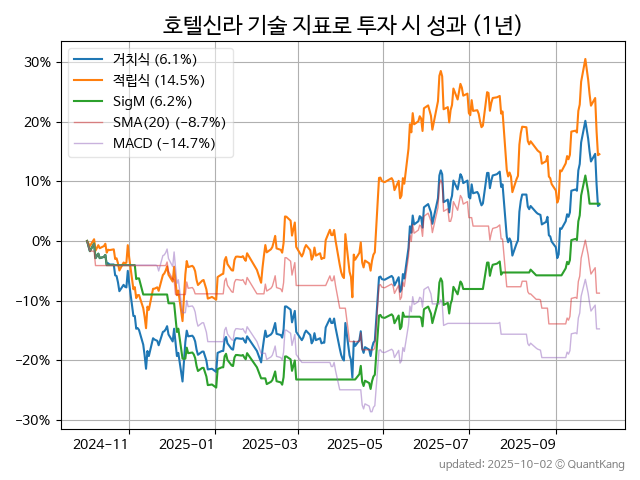 호텔신라 기술 지표로 투자 시 성과 (1년)
거치식 (6.1%)
적립식 (14.5%)
SigM (6.2%)
SMA(20) (−8.7%)
MACD (−14.7%)
30%
20%
10%
0%
−10%
−20%
−30%
2024-11 2025-01 2025-03 2025-05 2025-07 2025-09
updated: 2025-10-02 © QuantKang